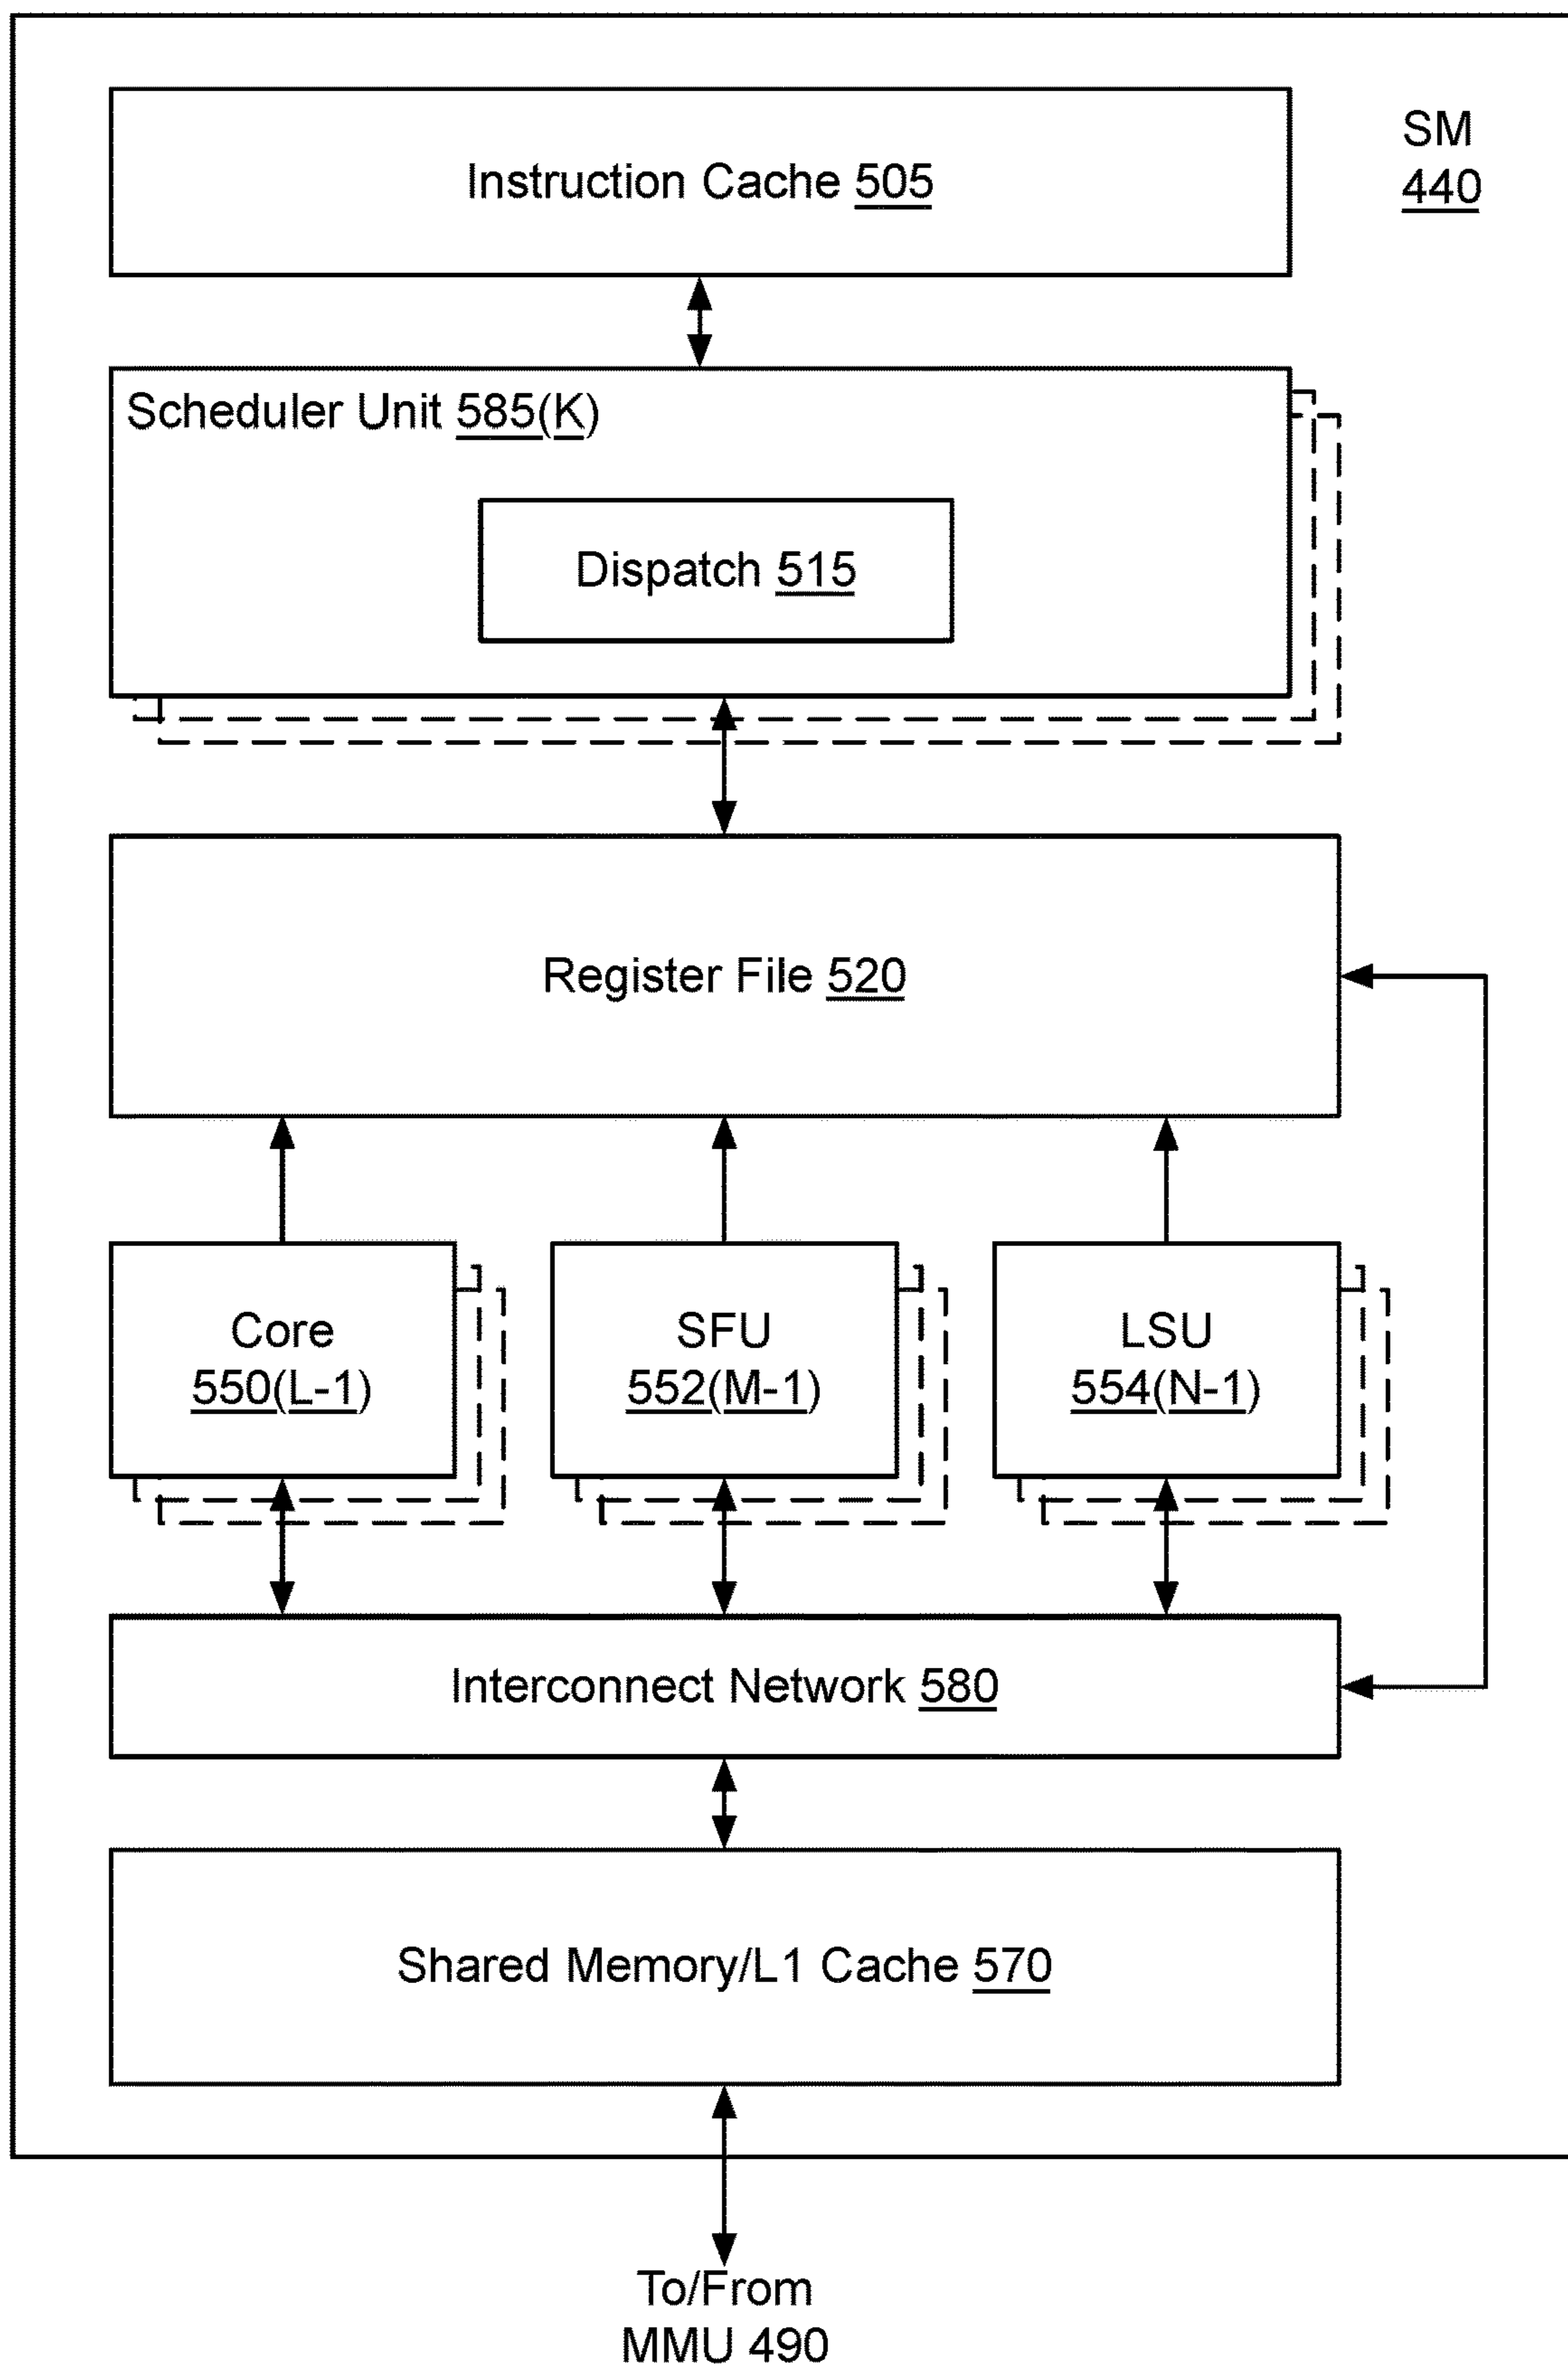 SM
440
Instruction Cache 505
Scheduler Unit 585(K)
Dispatch 515
Register File 520
Core
550(L-1)
SFU
552(M-1)
LSU
554(N-1)
Interconnect Network 580
Shared Memory/L1 Cache 570
To/From
MMU 490